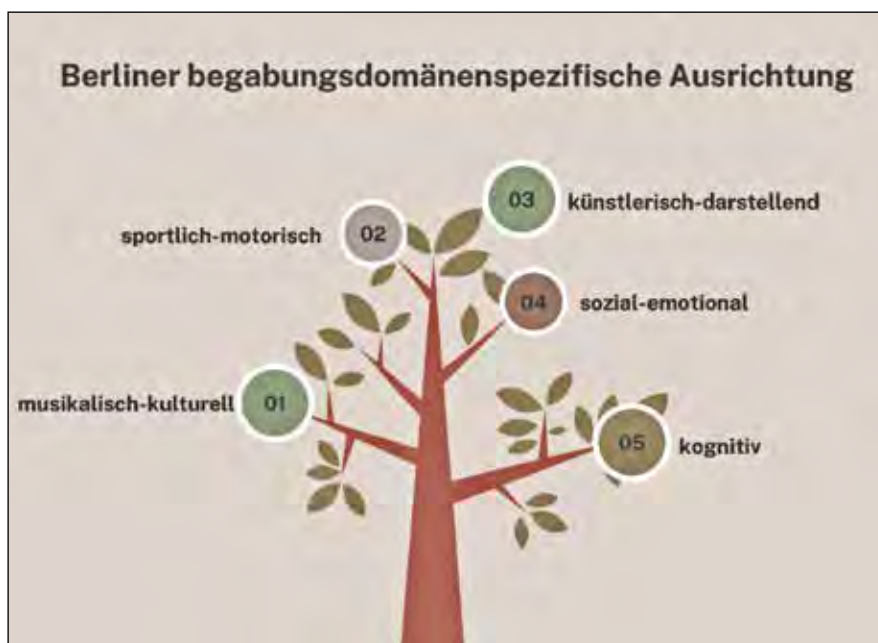 Berliner begabungsdomänenspezifische Ausrichtung
03 künstlerisch-darstellend
sportlich-motorisch 02
04 sozial-emotional
musikalisch-kulturell 01
05 kognitiv